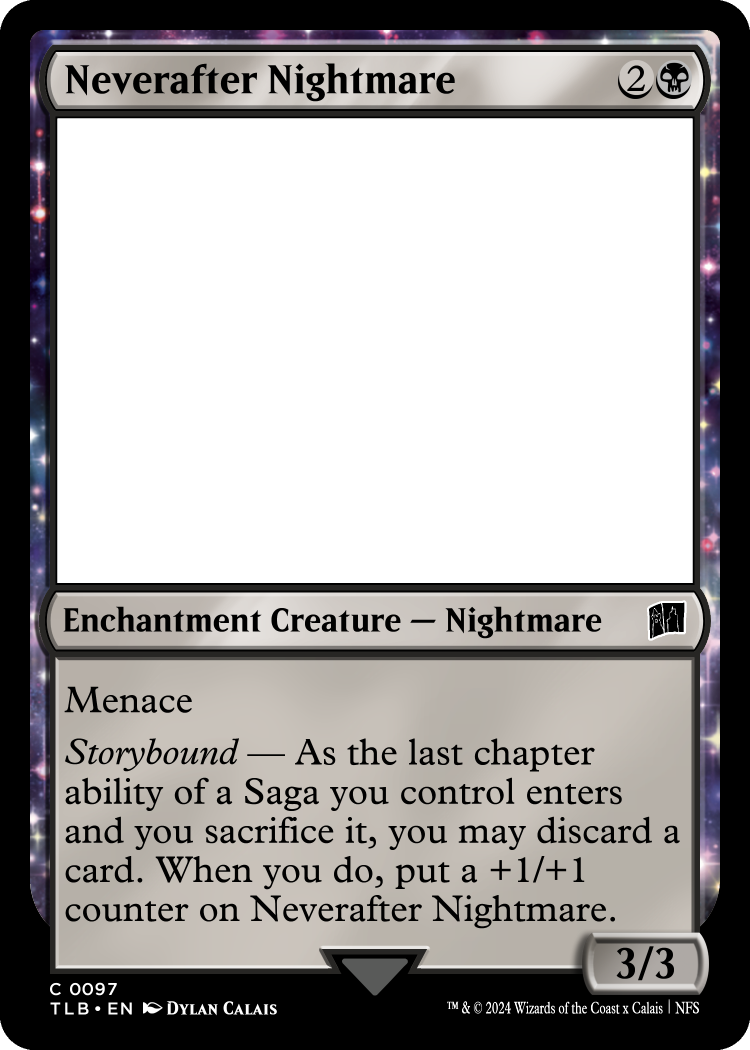 Neverafter Nightmare 2
Enchantment Creature — Nightmare
Menace
Storybound — As the last chapter
ability of a Saga you control enters
and you sacrifice it, you may discard a
card. When you do, put a +1/+1
counter on Neverafter Nightmare.
3/3
C 0097
TLB • EN DYLAN CALAIS
™ & © 2024 Wizards of the Coast x Calais | NFS